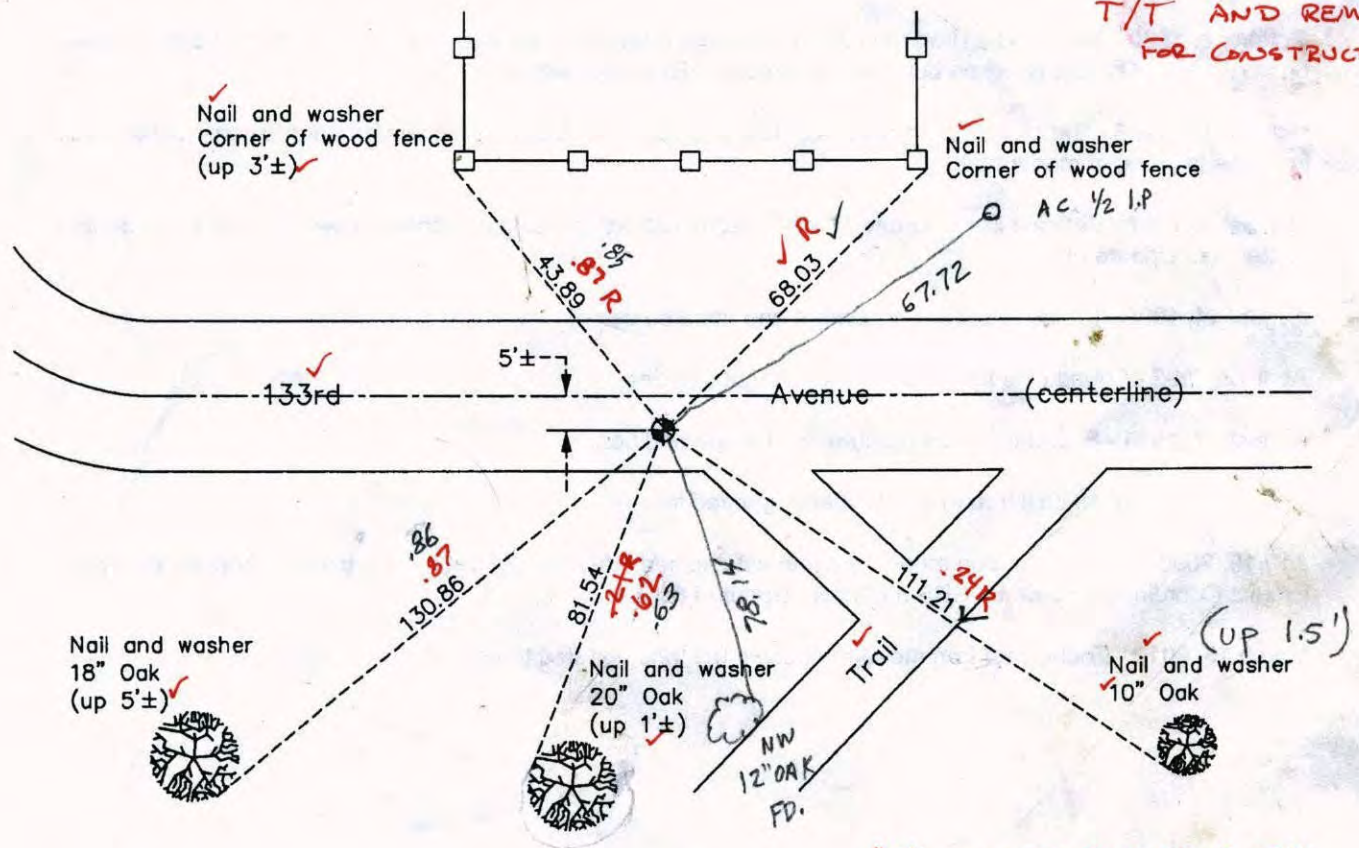 T/T AND REM
FOR CONSTRUCT
Nail and washer
Corner of wood fence
(up 3'±)
Nail and washer
Corner of wood fence
A.C. 1/2 I.P
43.89
.87 R
.85
R
68.03
67.72
5'±
133rd Avenue (centerline)
.86
.87
130.86
81.54
.62
.63
78.14
111.21
.24 R
Trail
(UP 1.5')
Nail and washer
18" Oak
(up 5'±)
Nail and washer
20" Oak
(up 1'±)
NW
12" OAK
FD.
Nail and washer
10" Oak